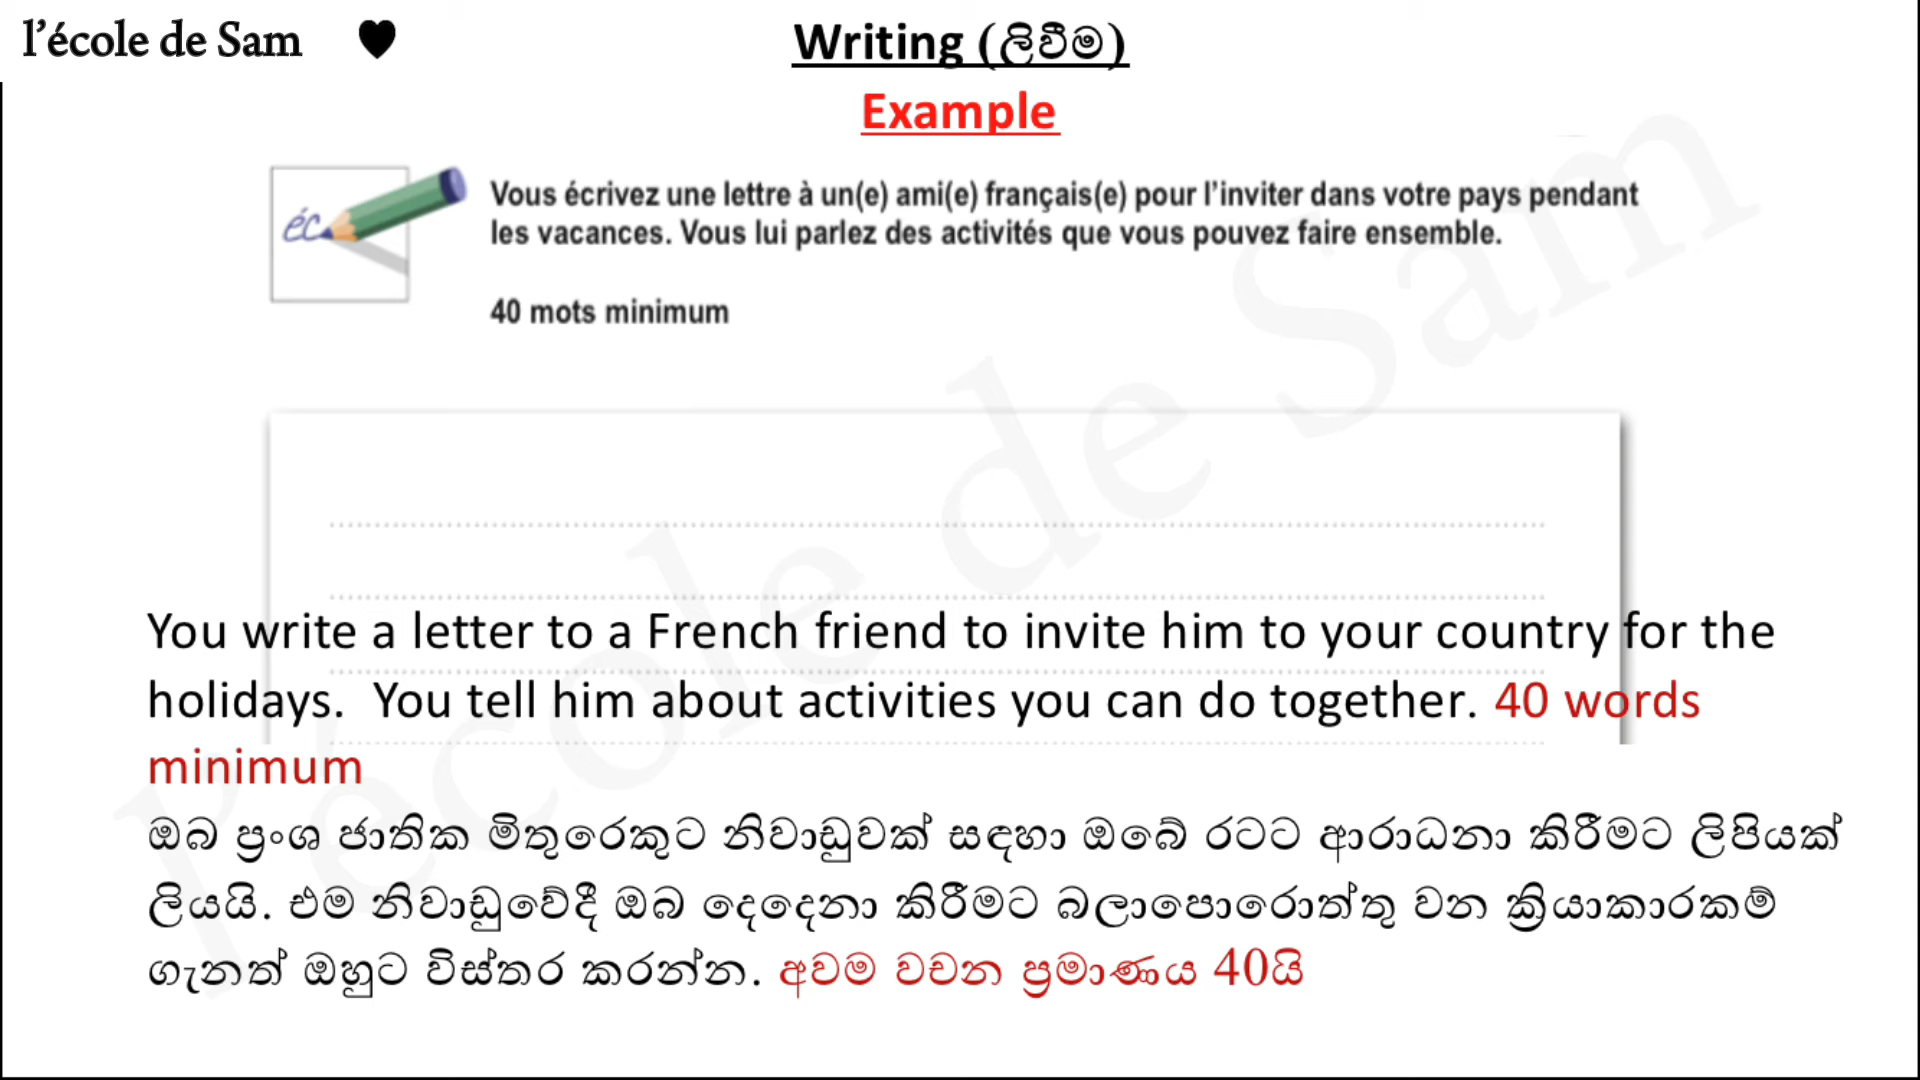 l'école de Sam ♥
Writing (ලිවීම)
Example
éc
Vous écrivez une lettre à un(e) ami(e) français(e) pour l'inviter dans votre pays pendant
les vacances. Vous lui parlez des activités que vous pouvez faire ensemble.
40 mots minimum
You write a letter to a French friend to invite him to your country for the
holidays.  You tell him about activities you can do together. 40 words
minimum
ඔබ ප්‍රංශ ජාතික මිතුරෙකුට නිවාඩුවක් සඳහා ඔබේ රටට ආරාධනා කිරීමට ලිපියක්
ලියයි. එම නිවාඩුවේදී ඔබ දෙදෙනා කිරීමට බලාපොරොත්තු වන ක්‍රියාකාරකම්
ගැනත් ඔහුට විස්තර කරන්න. අවම වචන ප්‍රමාණය 40යි
l'école de Sam